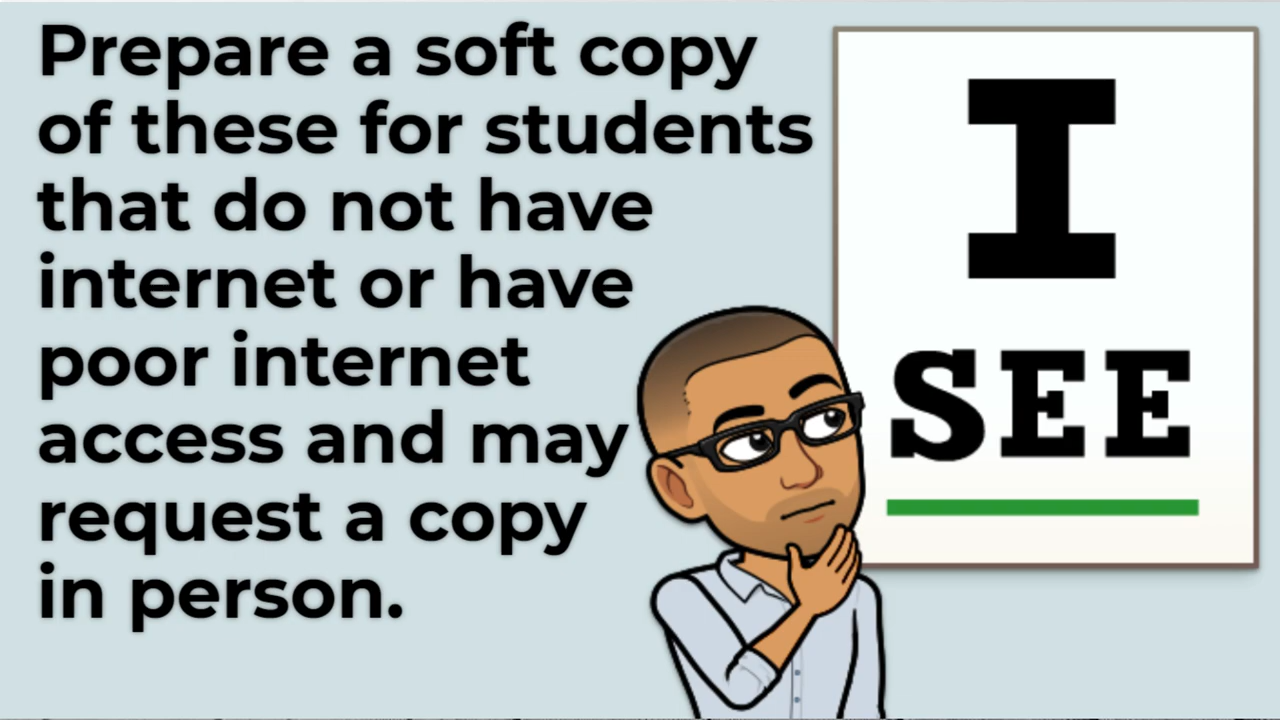 Prepare a soft copy
of these for students
that do not have
internet or have
poor internet
access and may
request a copy
in person.
I
SEE